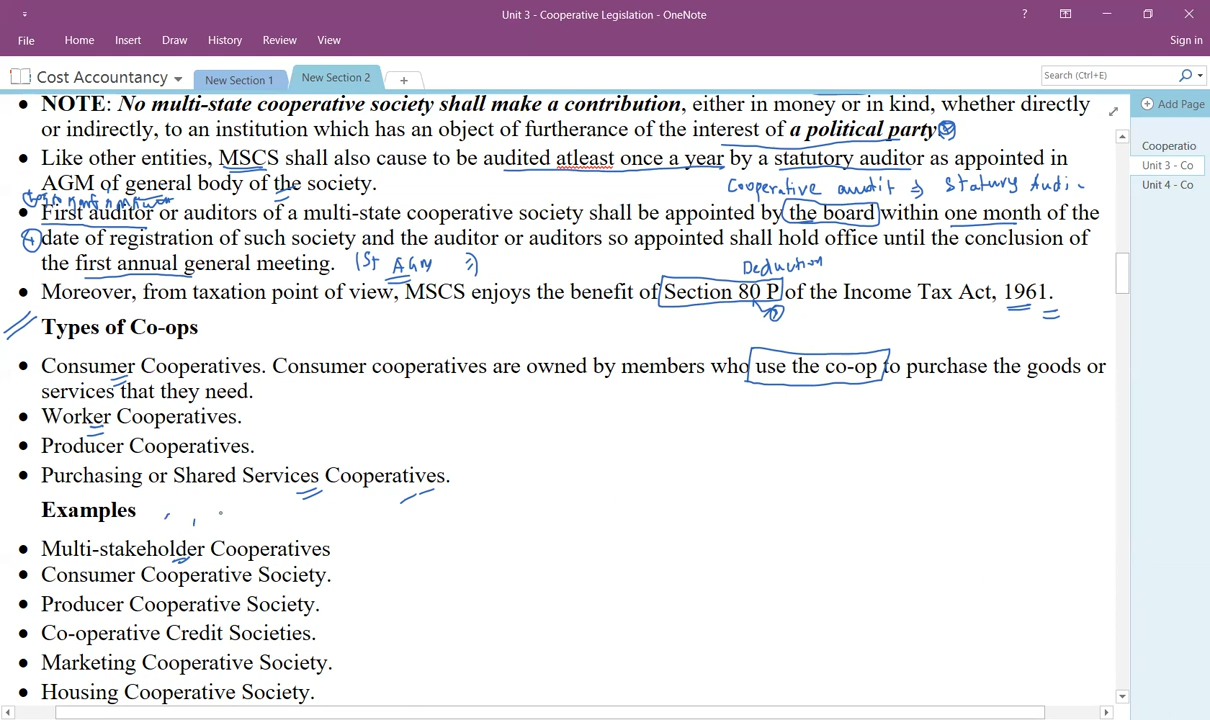 Unit 3 - Cooperative Legislation - OneNote
?
File Home Insert Draw History Review View Sign in
Cost Accountancy New Section 1 New Section 2 + Search (Ctrl+E)
Add Page
• NOTE: No multi-state cooperative society shall make a contribution, either in money or in kind, whether directly
or indirectly, to an institution which has an object of furtherance of the interest of a political party
Cooperatio
• Like other entities, MSCS shall also cause to be audited atleast once a year by a statutory auditor as appointed in
Unit 3 - Co
AGM of general body of the society.
Unit 4 - Co
Cooperative audit ⇒ Statury Audi
• First auditor or auditors of a multi-state cooperative society shall be appointed by the board within one month of the
date of registration of such society and the auditor or auditors so appointed shall hold office until the conclusion of
the first annual general meeting. (1st AGM
Deduction
• Moreover, from taxation point of view, MSCS enjoys the benefit of Section 80 P of the Income Tax Act, 1961.
Types of Co-ops
• Consumer Cooperatives. Consumer cooperatives are owned by members who use the co-op to purchase the goods or
services that they need.
• Worker Cooperatives.
• Producer Cooperatives.
• Purchasing or Shared Services Cooperatives.
Examples
• Multi-stakeholder Cooperatives
• Consumer Cooperative Society.
• Producer Cooperative Society.
• Co-operative Credit Societies.
• Marketing Cooperative Society.
• Housing Cooperative Society.